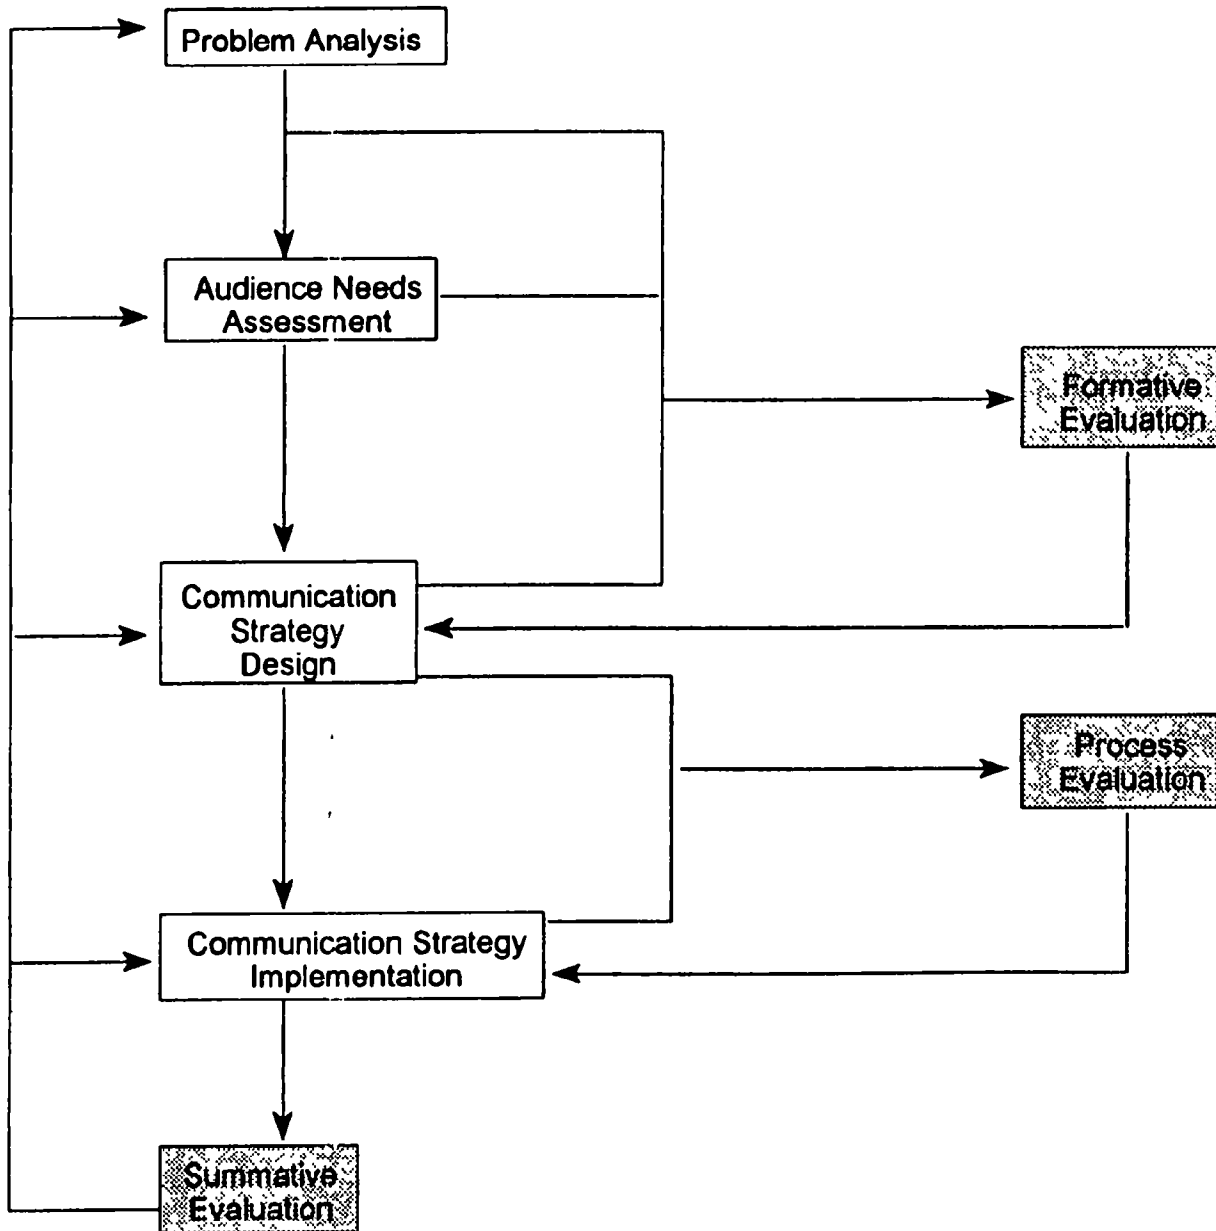 Problem Analysis
Audience Needs
Assessment
Formative
Evaluation
Communication
Strategy
Design
Process
Evaluation
Communication Strategy
Implementation
Summative
Evaluation